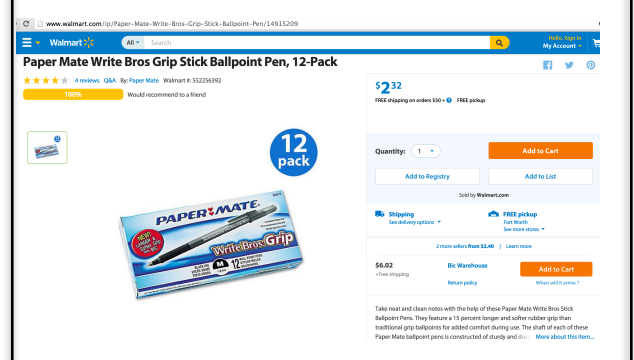 www.walmart.com/ip/Paper-Mate-Write-Bros-Grip-Stick-Ballpoint-Pen/14915209
Walmart
All
Search
Hello. Sign In
My Account
Paper Mate Write Bros Grip Stick Ballpoint Pen, 12-Pack
4 reviews Q&A By: Paper Mate Walmart #: 552256392
100% Would recommend to a friend
12
pack
PAPER MATE.
NEW!
Write Bros. Grip
M
12
$2 32
FREE shipping on orders $50 + FREE pickup
Quantity: 1 Add to Cart
Add to Registry Add to List
Sold by Walmart.com
Shipping FREE pickup
See delivery options Fort Worth
See more stores
2 more sellers from $3.40 | Learn more
$6.02 Bic Warehouse Add to Cart
+Free shipping
Return policy When will it arrive ?
Take neat and clean notes with the help of these Paper Mate Write Bros Stick
Ballpoint Pens. They feature a 15 percent longer and softer rubber grip than
traditional grip ballpoints for added comfort during use. The shaft of each of these
Paper Mate ballpoint pens is constructed of sturdy and More about this item...